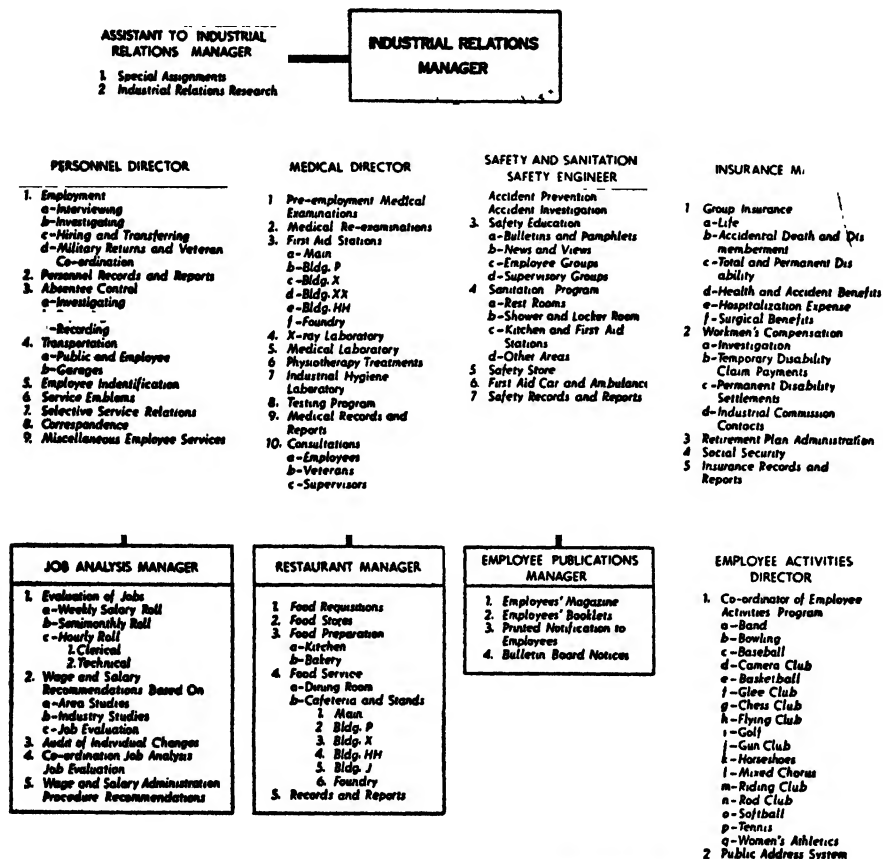 ASSISTANT TO INDUSTRIAL
RELATIONS MANAGER
1. Special Assignments
2 Industrial Relations Research
INDUSTRIAL RELATIONS
MANAGER
PERSONNEL DIRECTOR
1. Employment
a-Interviewing
b-Investigating
c-Hiring and Transferring
d-Military Returns and Veteran
Co-ordination
2. Personnel Records and Reports
3. Absentee Control
a-Investigating
-Recording
4. Transportation
a-Public and Employee
b-Garages
5. Employee Indentification
6. Service Emblems
7. Selective Service Relations
8. Correspondence
9. Miscellaneous Employee Services
MEDICAL DIRECTOR
1 Pre-employment Medical
Examinations
2. Medical Re-examinations
3. First Aid Stations
a-Main
b-Bldg. P
c-Bldg. X
d-Bldg. XX
e-Bldg. HH
f-Foundry
4. X-ray Laboratory
5. Medical Laboratory
6 Physiotherapy Treatments
7 Industrial Hygiene
Laboratory
8. Testing Program
9. Medical Records and
Reports
10. Consultations
a-Employees
b-Veterans
c-Supervisors
SAFETY AND SANITATION
SAFETY ENGINEER
Accident Prevention
Accident Investigation
3. Safety Education
a-Bulletins and Pamphlets
b-News and Views
c-Employee Groups
d-Supervisory Groups
4 Sanitation Program
a-Rest Rooms
b-Shower and Locker Room
c-Kitchen and First Aid
Stations
d-Other Areas
5 Safety Store
6. First Aid Car and Ambulance
7 Safety Records and Reports
INSURANCE
1 Group Insurance
a-Life
b-Accidental Death and Dis
memberment
c-Total and Permanent Dis
ability
d-Health and Accident Benefits
e-Hospitalization Expense
f-Surgical Benefits
2 Workmen's Compensation
a-Investigation
b-Temporary Disability
Claim Payments
c-Permanent Disability
Settlements
d-Industrial Commission
Contacts
3 Retirement Plan Administration
4 Social Security
5 Insurance Records and
Reports
JOB ANALYSIS MANAGER
1. Evaluation of Jobs
a-Weekly Salary Roll
b-Semimonthly Roll
c-Hourly Roll
1. Clerical
2. Technical
2. Wage and Salary
Recommendations Based On
a-Area Studies
b-Industry Studies
c-Job Evaluation
3. Audit of Individual Changes
4. Co-ordination Job Analysis
Job Evaluation
5. Wage and Salary Administration
Procedure Recommendations
RESTAURANT MANAGER
1. Food Requisitions
2. Food Stores
3. Food Preparation
a-Kitchen
b-Bakery
4. Food Service
a-Dining Room
b-Cafeteria and Stands
1. Main
2 Bldg. P
3. Bldg. X
4. Bldg. HH
5. Bldg. J
6. Foundry
5. Records and Reports
EMPLOYEE PUBLICATIONS
MANAGER
1. Employees' Magazine
2. Employees' Booklets
3. Printed Notification to
Employees
4. Bulletin Board Notices
EMPLOYEE ACTIVITIES
DIRECTOR
1. Co-ordinator of Employee
Activities Program
a-Band
b-Bowling
c-Baseball
d-Camera Club
e-Basketball
f-Glee Club
g-Chess Club
h-Flying Club
i-Golf
j-Gun Club
k-Horseshoes
l-Mixed Chorus
m-Riding Club
n-Rod Club
o-Softball
p-Tennis
q-Women's Athletics
2 Public Address System